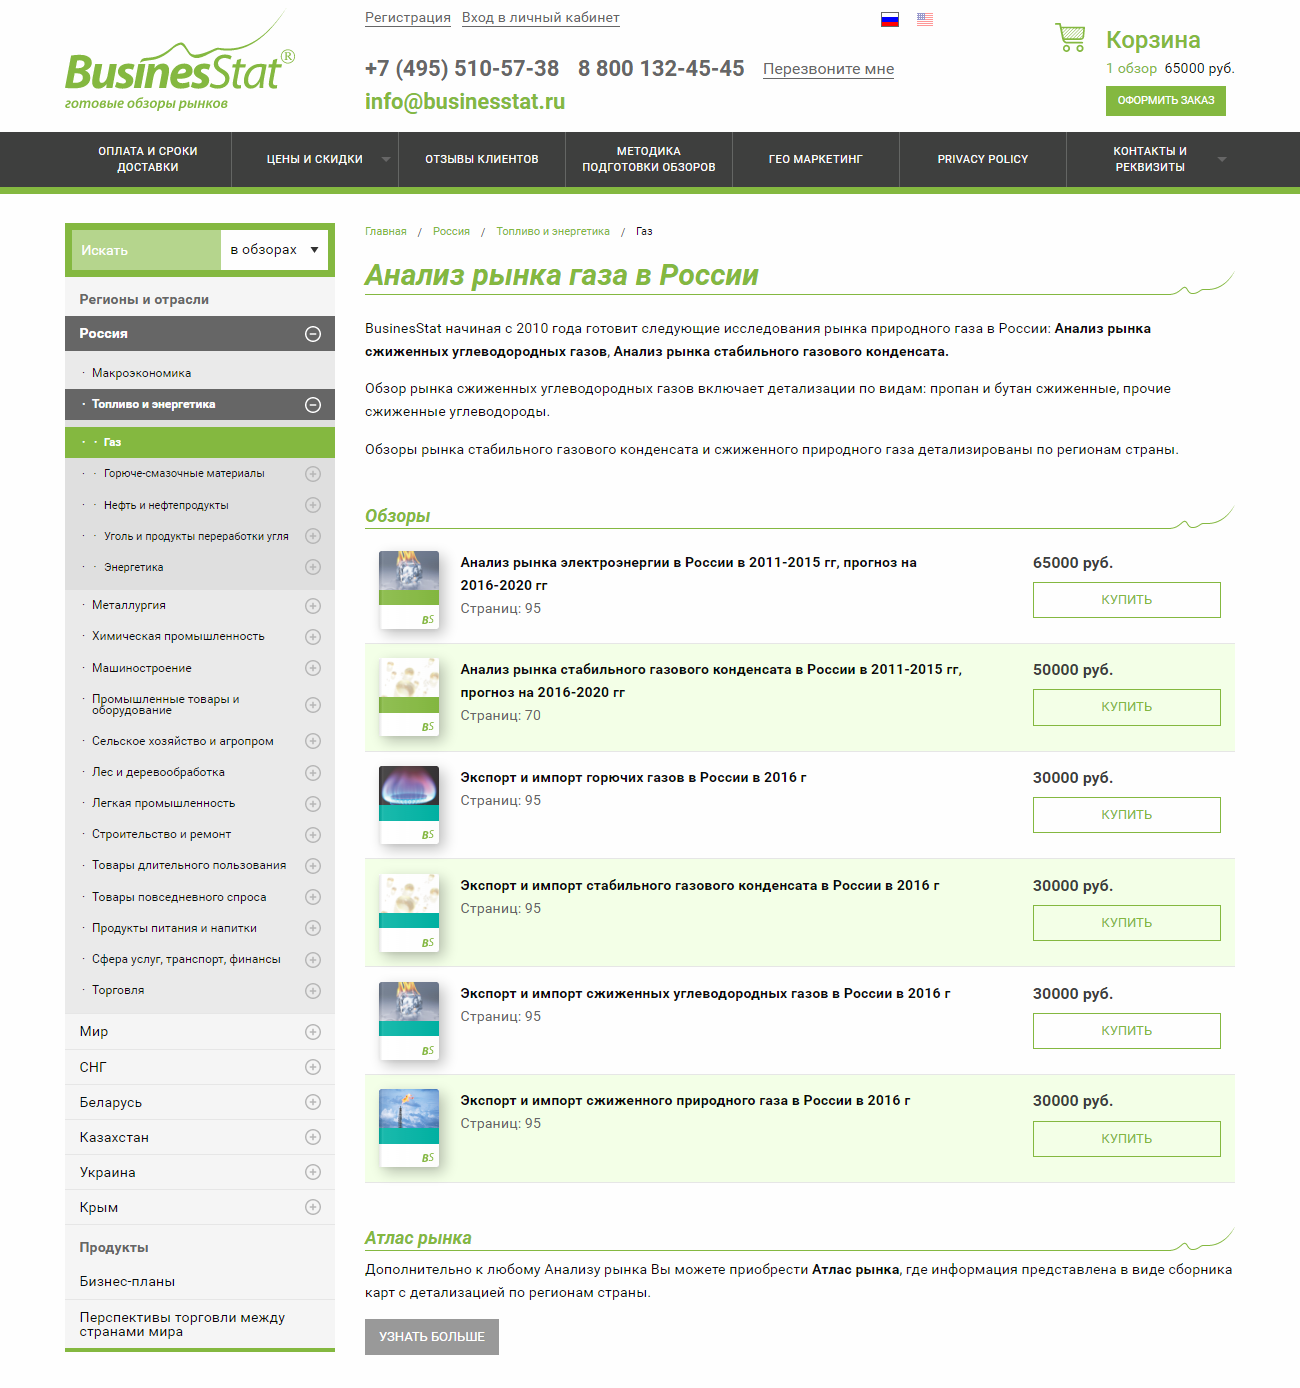 BusinesStat®
готовые обзоры рынков
Регистрация Вход в личный кабинет
+7 (495) 510-57-38 8 800 132-45-45 Перезвоните мне
info@businesstat.ru
Корзина
1 обзор 65000 руб.
ОФОРМИТЬ ЗАКАЗ
ОПЛАТА И СРОКИ ДОСТАВКИ
ЦЕНЫ И СКИДКИ
ОТЗЫВЫ КЛИЕНТОВ
МЕТОДИКА ПОДГОТОВКИ ОБЗОРОВ
ГЕО МАРКЕТИНГ
PRIVACY POLICY
КОНТАКТЫ И РЕКВИЗИТЫ
Искать
в обзорах
Регионы и отрасли
Россия
· Макроэкономика
· Топливо и энергетика
· · Газ
· · Горюче-смазочные материалы
· · Нефть и нефтепродукты
· · Уголь и продукты переработки угля
· · Энергетика
· Металлургия
· Химическая промышленность
· Машиностроение
· Промышленные товары и
оборудование
· Сельское хозяйство и агропром
· Лес и деревообработка
· Легкая промышленность
· Строительство и ремонт
· Товары длительного пользования
· Товары повседневного спроса
· Продукты питания и напитки
· Сфера услуг, транспорт, финансы
· Торговля
Мир
СНГ
Беларусь
Казахстан
Украина
Крым
Продукты
Бизнес-планы
Перспективы торговли между
странами мира
Главная / Россия / Топливо и энергетика / Газ
Анализ рынка газа в России
BusinesStat начиная с 2010 года готовит следующие исследования рынка природного газа в России: Анализ рынка
сжиженных углеводородных газов, Анализ рынка стабильного газового конденсата.
Обзор рынка сжиженных углеводородных газов включает детализации по видам: пропан и бутан сжиженные, прочие
сжиженные углеводороды.
Обзоры рынка стабильного газового конденсата и сжиженного природного газа детализированы по регионам страны.
Обзоры
BS
Анализ рынка электроэнергии в России в 2011-2015 гг, прогноз на
2016-2020 гг
Страниц: 95
65000 руб.
КУПИТЬ
BS
Анализ рынка стабильного газового конденсата в России в 2011-2015 гг,
прогноз на 2016-2020 гг
Страниц: 70
50000 руб.
КУПИТЬ
BS
Экспорт и импорт горючих газов в России в 2016 г
Страниц: 95
30000 руб.
КУПИТЬ
BS
Экспорт и импорт стабильного газового конденсата в России в 2016 г
Страниц: 95
30000 руб.
КУПИТЬ
BS
Экспорт и импорт сжиженных углеводородных газов в России в 2016 г
Страниц: 95
30000 руб.
КУПИТЬ
BS
Экспорт и импорт сжиженного природного газа в России в 2016 г
Страниц: 95
30000 руб.
КУПИТЬ
Атлас рынка
Дополнительно к любому Анализу рынка Вы можете приобрести Атлас рынка, где информация представлена в виде сборника
карт с детализацией по регионам страны.
УЗНАТЬ БОЛЬШЕ